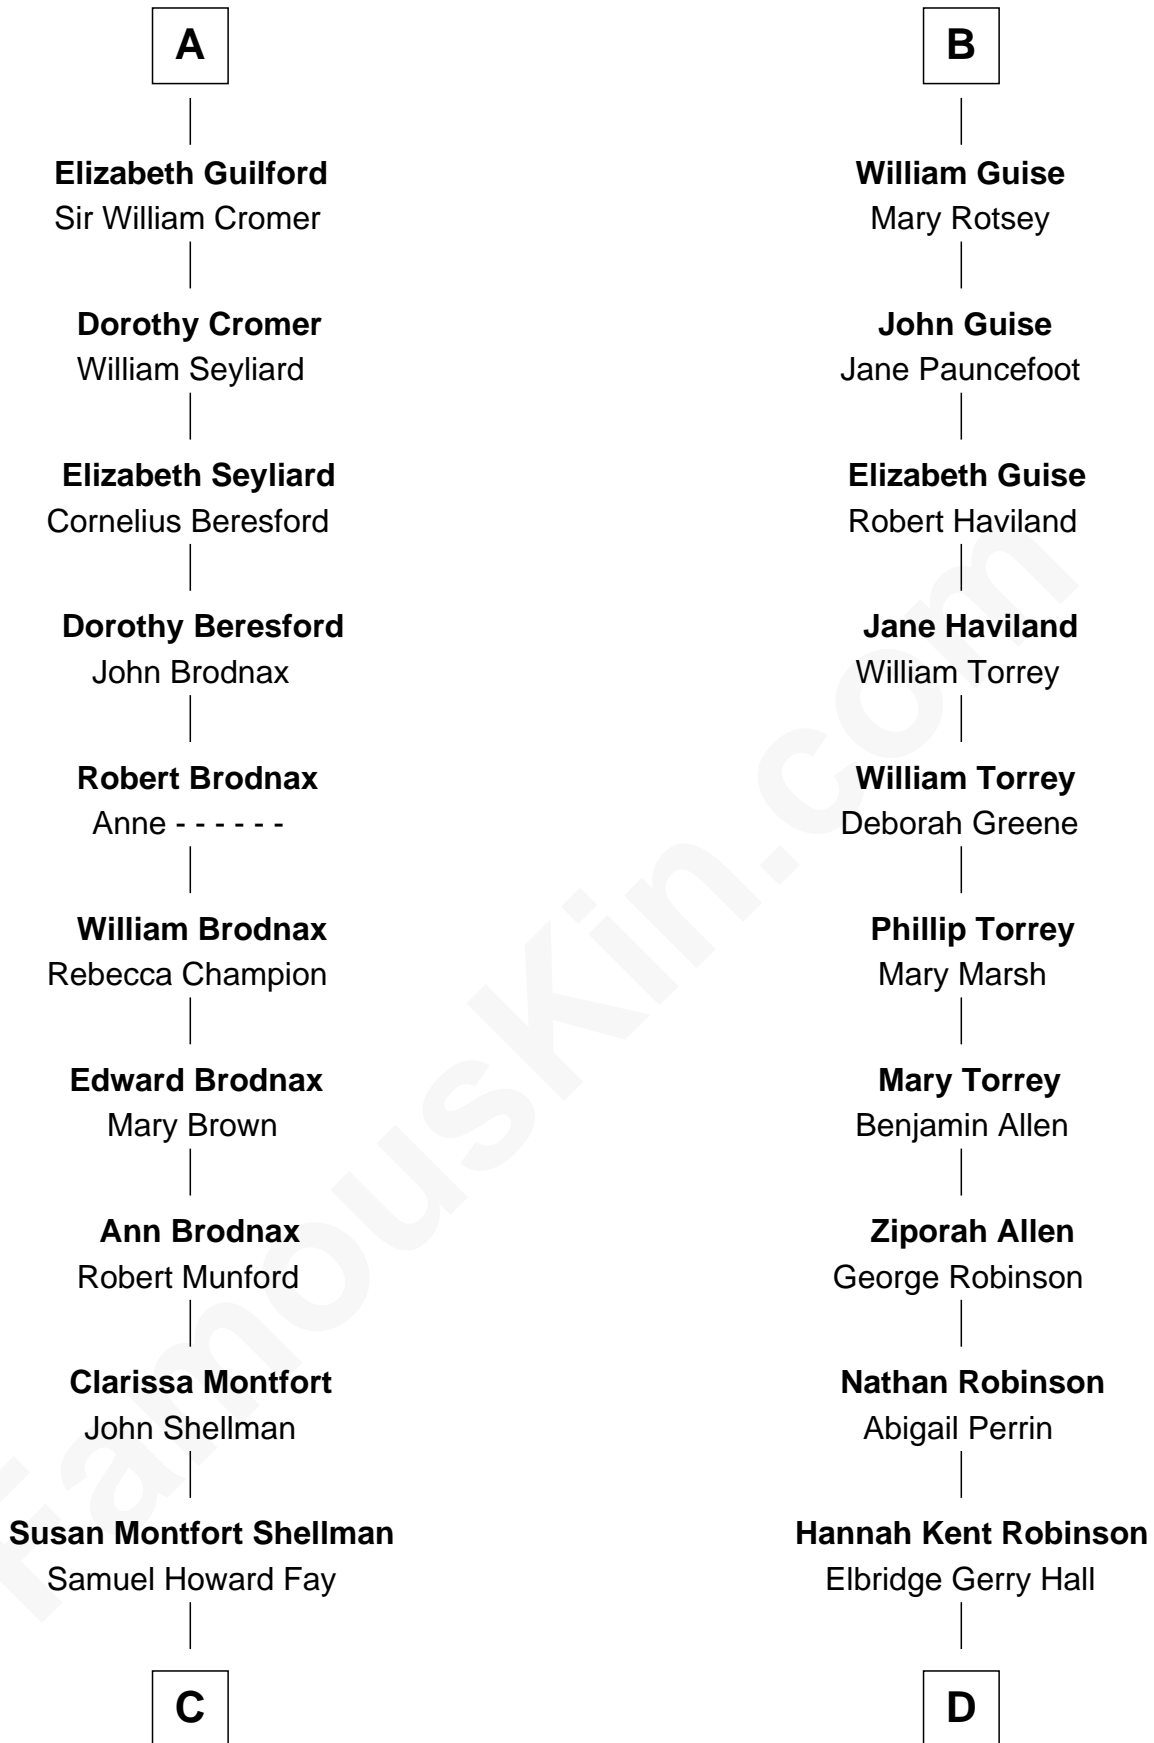 A
Elizabeth Guilford
Sir William Cromer
Dorothy Cromer
William Seyliard
Elizabeth Seyliard
Cornelius Beresford
Dorothy Beresford
John Brodnax
Robert Brodnax
Anne - - - - - -
William Brodnax
Rebecca Champion
Edward Brodnax
Mary Brown
Ann Brodnax
Robert Munford
Clarissa Montfort
John Shellman
Susan Montfort Shellman
Samuel Howard Fay
C
B
William Guise
Mary Rotsey
John Guise
Jane Pauncefoot
Elizabeth Guise
Robert Haviland
Jane Haviland
William Torrey
William Torrey
Deborah Greene
Phillip Torrey
Mary Marsh
Mary Torrey
Benjamin Allen
Ziporah Allen
George Robinson
Nathan Robinson
Abigail Perrin
Hannah Kent Robinson
Elbridge Gerry Hall
D
FamousKin.com